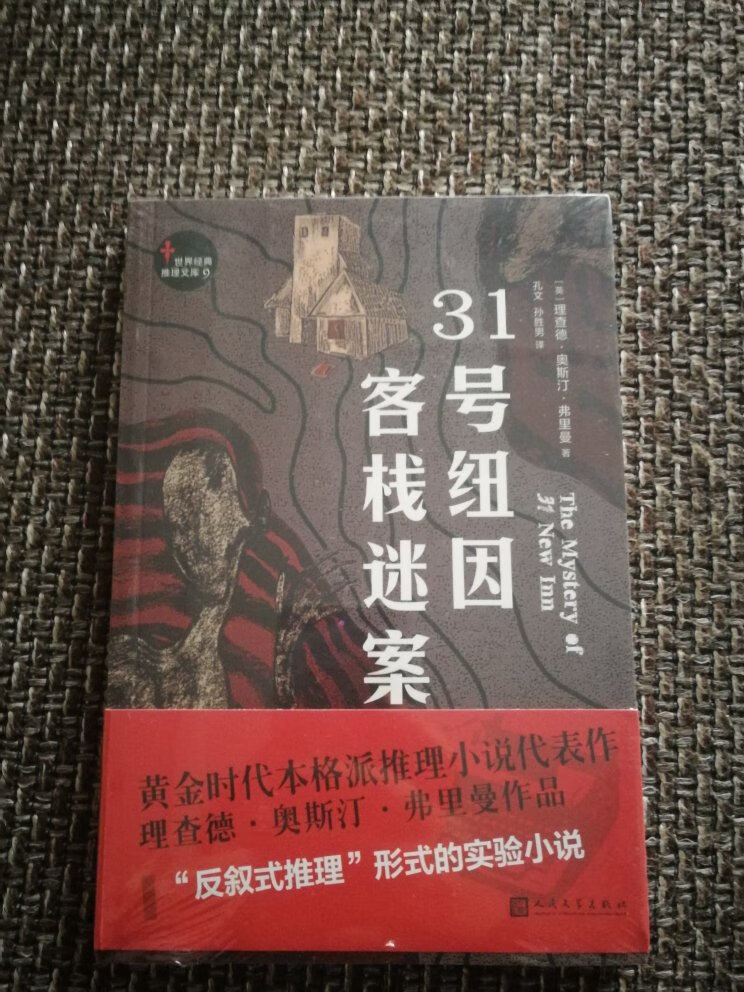 世界经典
推理文库 9
31号纽因
客栈迷案
[英] 理查德·奥斯汀·弗里曼 著
孔文 孙胜男 译
The Mystery of
31 New Inn
黄金时代本格派推理小说代表作
理查德·奥斯汀·弗里曼作品
“反叙式推理”形式的实验小说
人民文学出版社